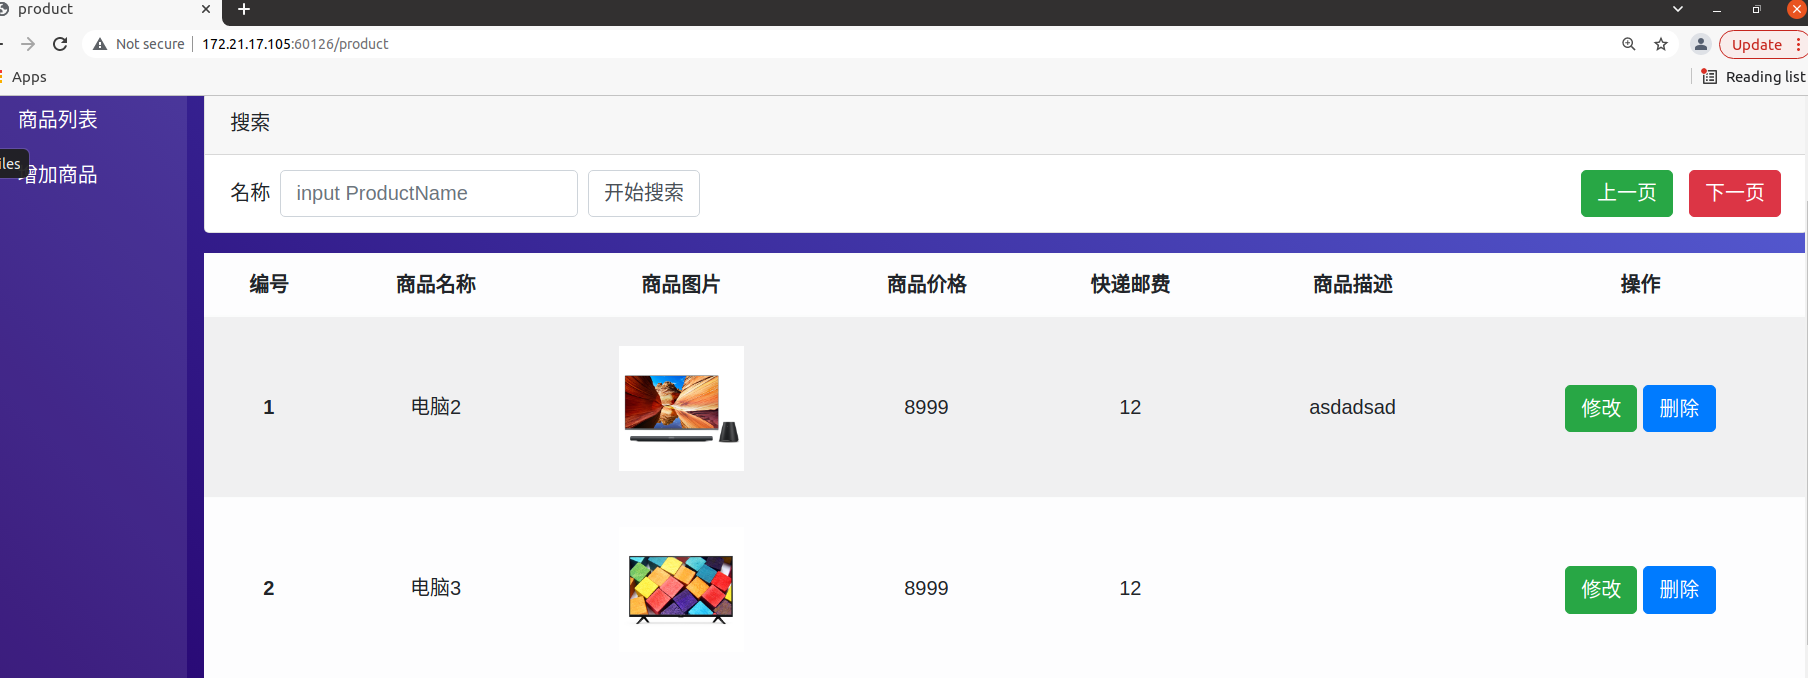 product
Not secure 172.21.17.105:60126/product Update
Apps Reading list
商品列表
搜索
iles
增加商品
名称 input ProductName 开始搜索 上一页 下一页
编号 商品名称 商品图片 商品价格 快递邮费 商品描述 操作
1 电脑2 8999 12 asdadsad 修改 删除
2 电脑3 8999 12 修改 删除